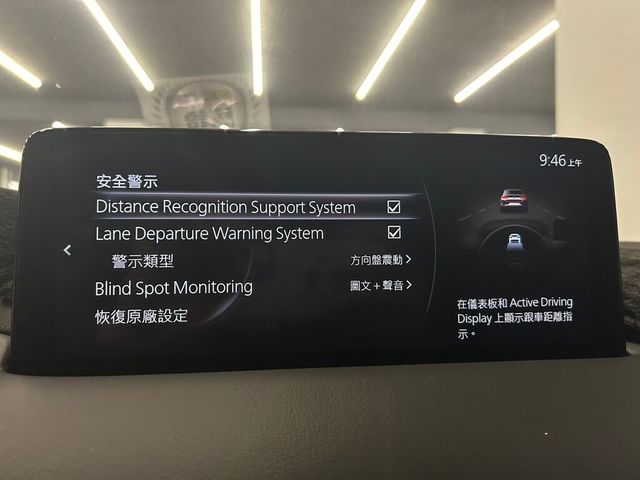 9:46上午
安全警示
Distance Recognition Support System
Lane Departure Warning System
警示類型 方向盤震動
Blind Spot Monitoring 圖文+聲音
恢復原廠設定
在儀表板和 Active Driving
Display 上顯示跟車距離指
示。